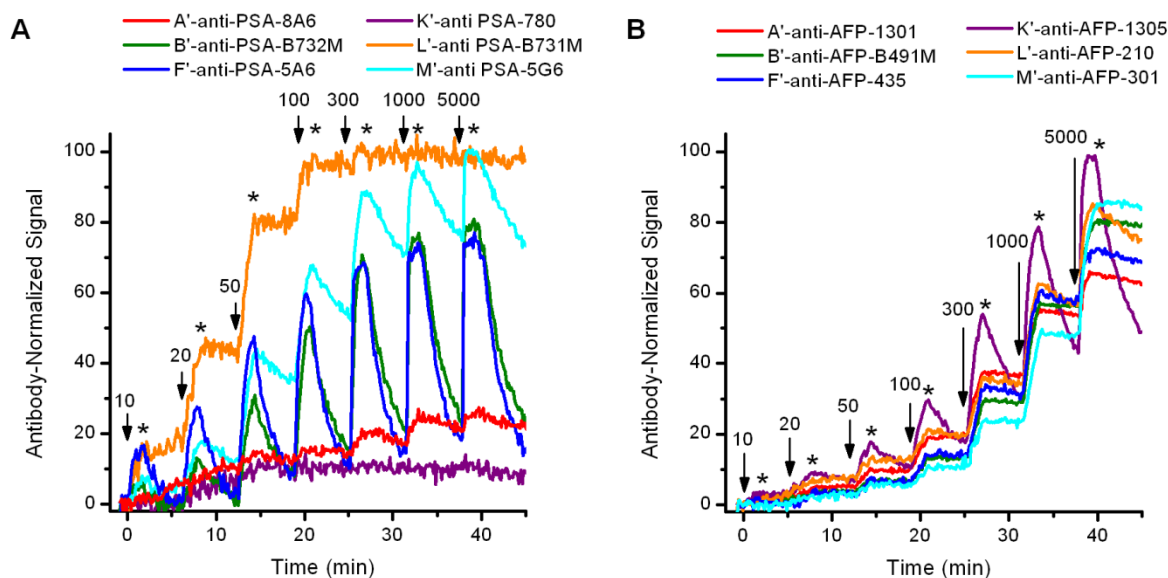 A
A'-anti-PSA-8A6 K'-anti PSA-780
B'-anti-PSA-B732M L'-anti PSA-B731M
F'-anti-PSA-5A6 M'-anti PSA-5G6
100 300 1000 5000
* * * *
100
80
60
40
20
0
Antibody-Normalized Signal
10 * 20 * 50 *
0 10 20 30 40
Time (min)
B
A'-anti-AFP-1301 K'-anti-AFP-1305
B'-anti-AFP-B491M L'-anti-AFP-210
F'-anti-AFP-435 M'-anti-AFP-301
100
80
60
40
20
0
Antibody-Normalized Signal
10 * 20 * 50 * 100 * 300 * 1000 * 5000 *
0 10 20 30 40
Time (min)